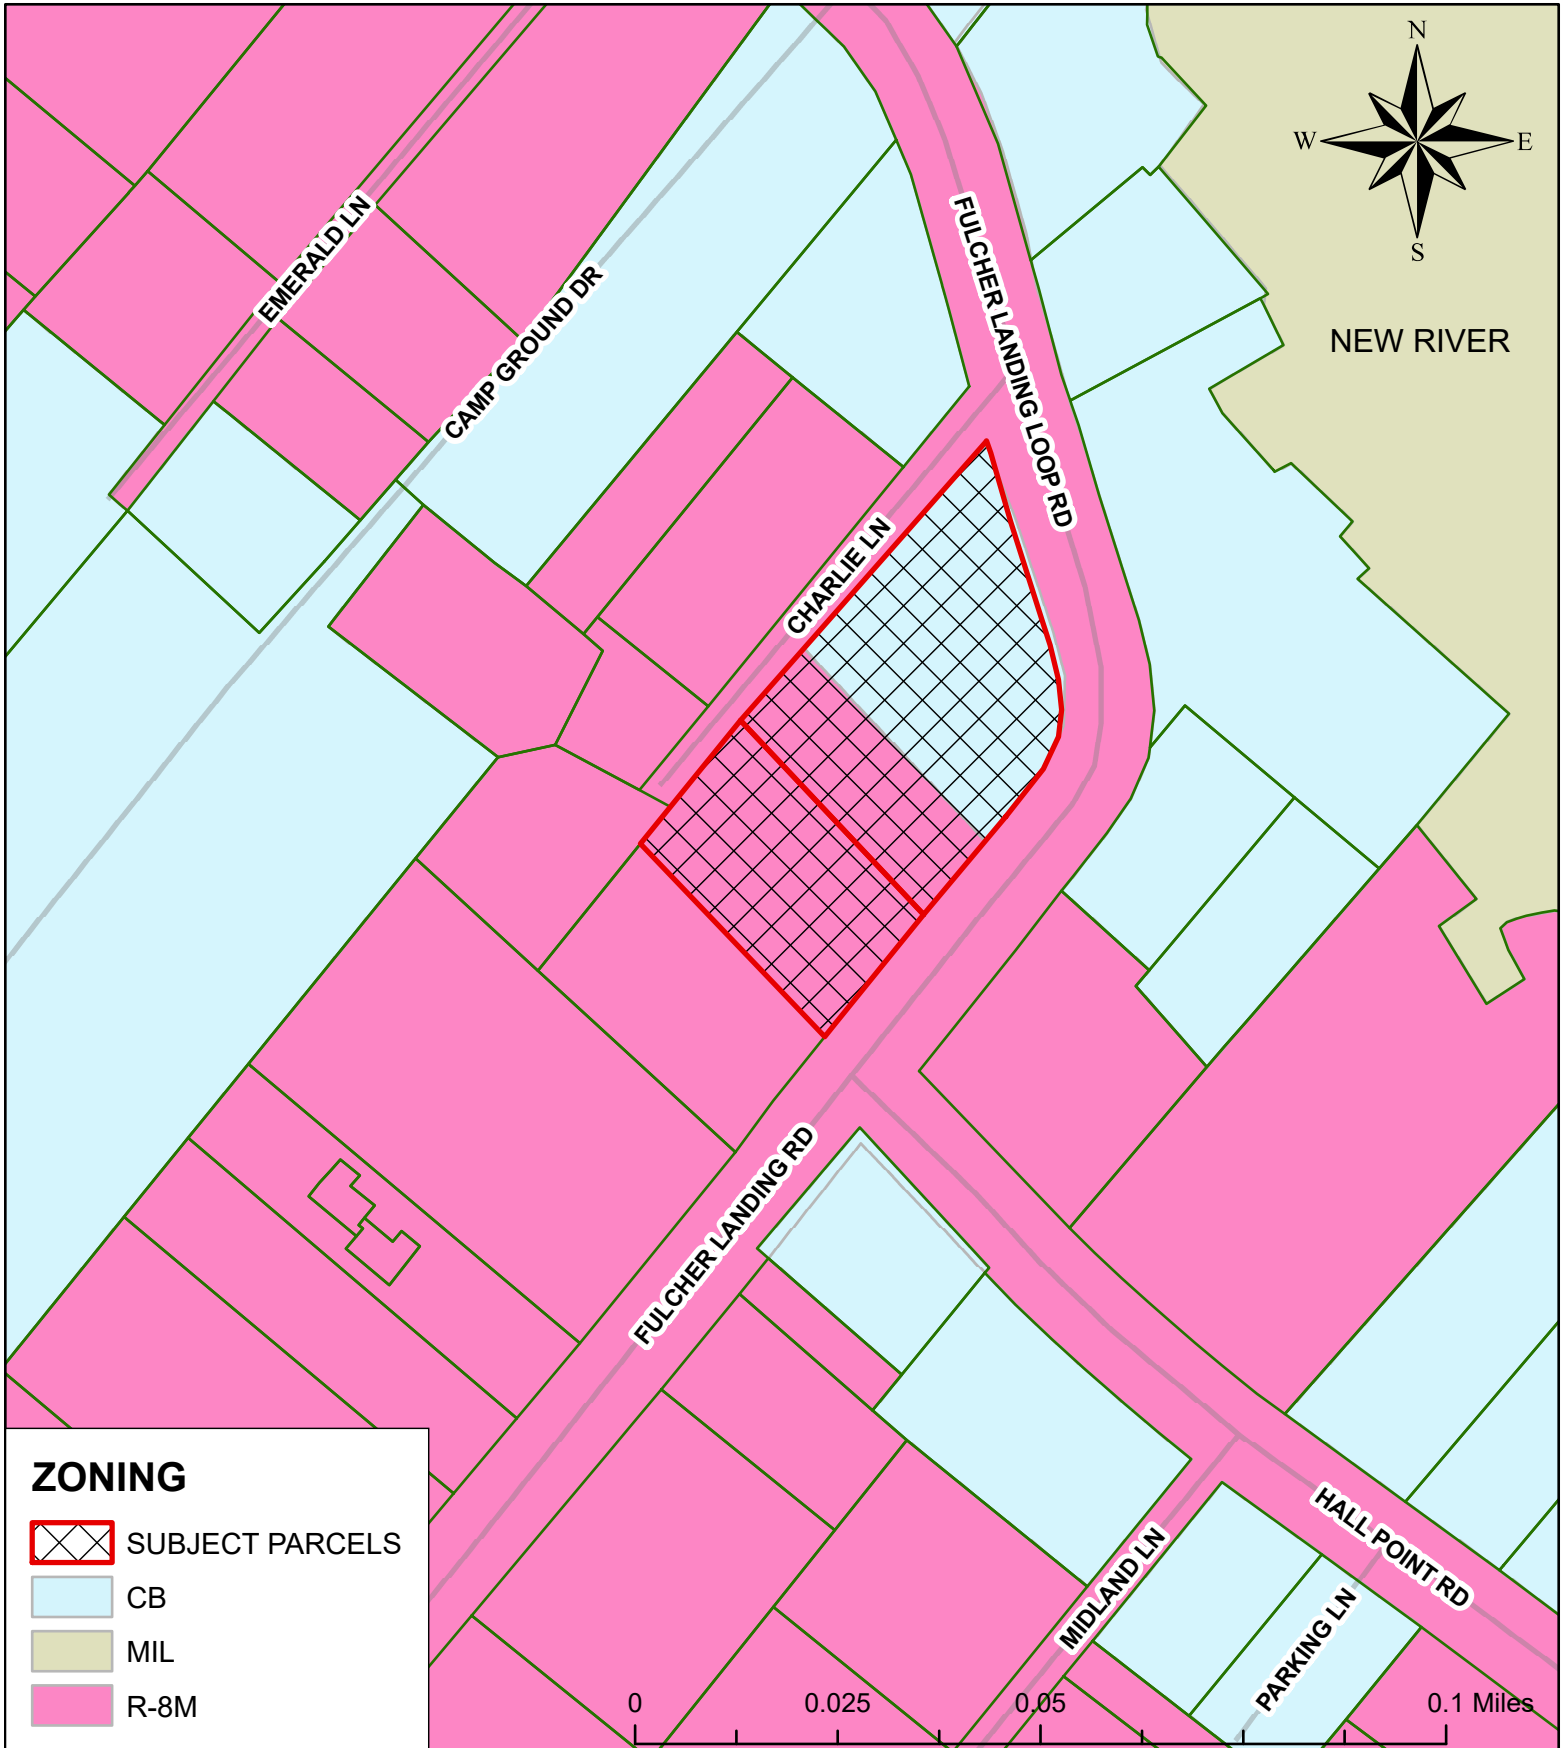 N
W
E
S
NEW RIVER
EMERALD LN
CAMP GROUND DR
FULCHER LANDING LOOP RD
CHARLIE LN
FULCHER LANDING RD
HALL POINT RD
MIDLAND LN
PARKING LN
ZONING
SUBJECT PARCELS
CB
MIL
R-8M
0
0.025
0.05
0.1 Miles